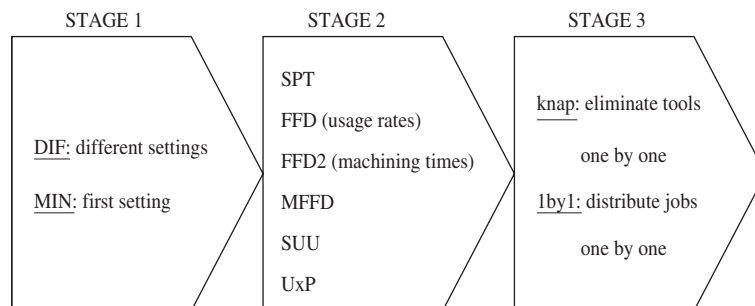 STAGE 1
DIF: different settings
MIN: first setting
STAGE 2
SPT
FFD (usage rates)
FFD2 (machining times)
MFFD
SUU
UxP
STAGE 3
knap: eliminate tools
one by one
1by1: distribute jobs
one by one